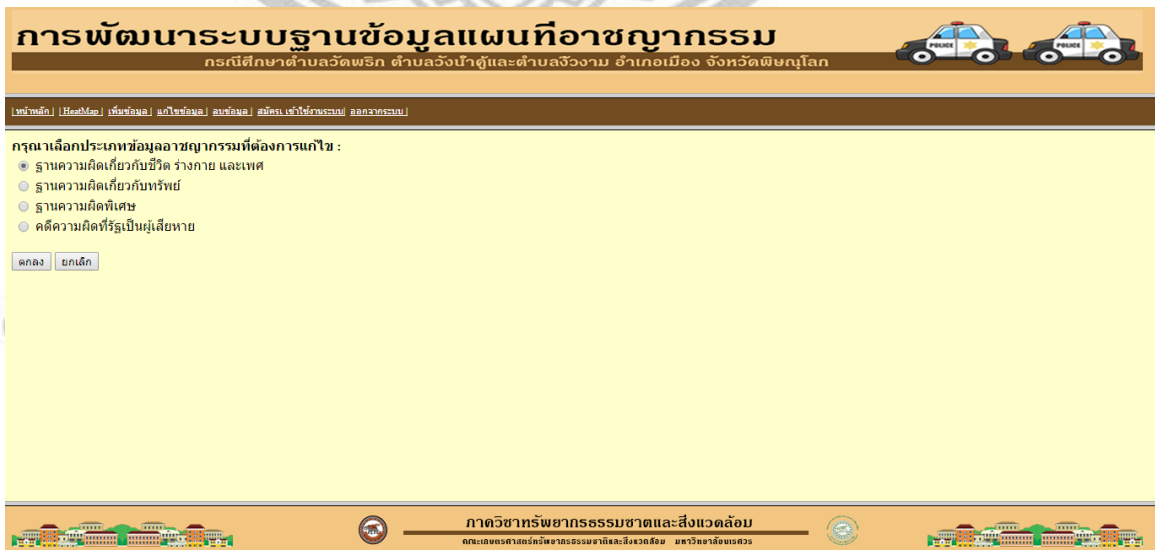 การพัฒนาระบบฐานข้อมูลแผนที่อาชญากรรม
กรณีศึกษาตำบลวัดพริก ตำบลวังน้ำคู้และตำบลงิ้วงาม อำเภอเมือง จังหวัดพิษณุโลก
POLICE POLICE
| หน้าหลัก | | HeatMap | เพิ่มข้อมูล | แก้ไขข้อมูล | ลบข้อมูล | สมัครเ เข้าใช้งานระบบ| ออกจากระบบ |
กรุณาเลือกประเภทข้อมูลอาชญากรรมที่ต้องการแก้ไข :
ฐานความผิดเกี่ยวกับชีวิต ร่างกาย และเพศ
ฐานความผิดเกี่ยวกับทรัพย์
ฐานความผิดพิเศษ
คดีความผิดที่รัฐเป็นผู้เสียหาย
ตกลง ยกเลิก
ภาควิชาทรัพยากรธรรมชาติและสิ่งแวดล้อม
คณะเกษตรศาสตร์ทรัพยากรธรรมชาติและสิ่งแวดล้อม มหาวิทยาลัยนเรศวร